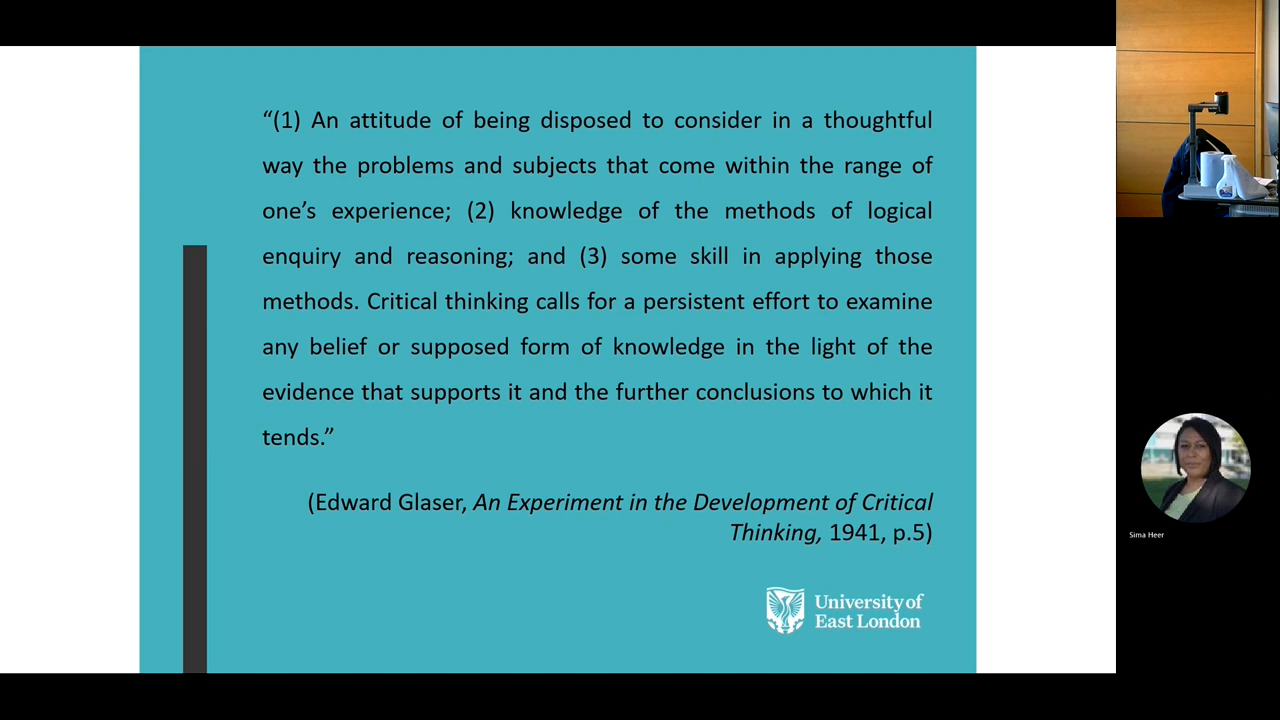 “(1) An attitude of being disposed to consider in a thoughtful
way the problems and subjects that come within the range of
one’s experience; (2) knowledge of the methods of logical
enquiry and reasoning; and (3) some skill in applying those
methods. Critical thinking calls for a persistent effort to examine
any belief or supposed form of knowledge in the light of the
evidence that supports it and the further conclusions to which it
tends.”
(Edward Glaser, An Experiment in the Development of Critical
Thinking, 1941, p.5)
University of
East London
Sima Heer